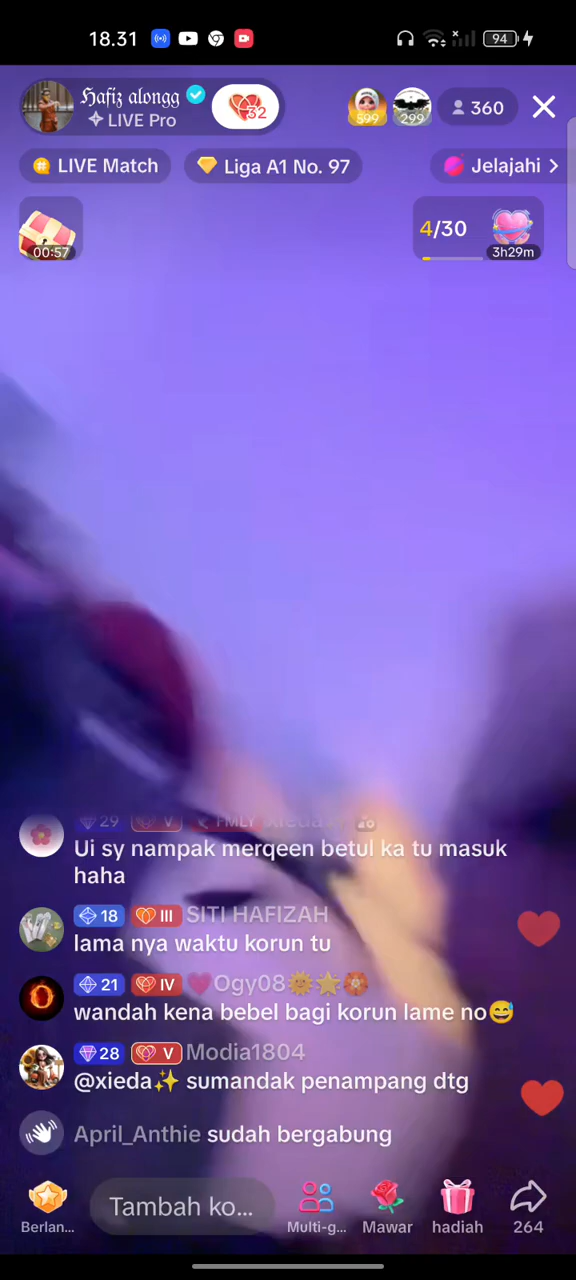 18.31
94
Hafiz alongg
LIVE Pro
32
599
299
360
LIVE Match
Liga A1 No. 97
Jelajahi >
00:57
4/30
3h29m
29 V FMLY xieda
Ui sy nampak merqeen betul ka tu masuk
haha
18 III SITI HAFIZAH
lama nya waktu korun tu
21 IV 💗Ogy08🌞⭐🏵️
wandah kena bebel bagi korun lame no😅
28 V Modia1804
@xieda✨ sumandak penampang dtg
April_Anthie sudah bergabung
Berlan...
Tambah ko...
Multi-g...
Mawar
hadiah
264